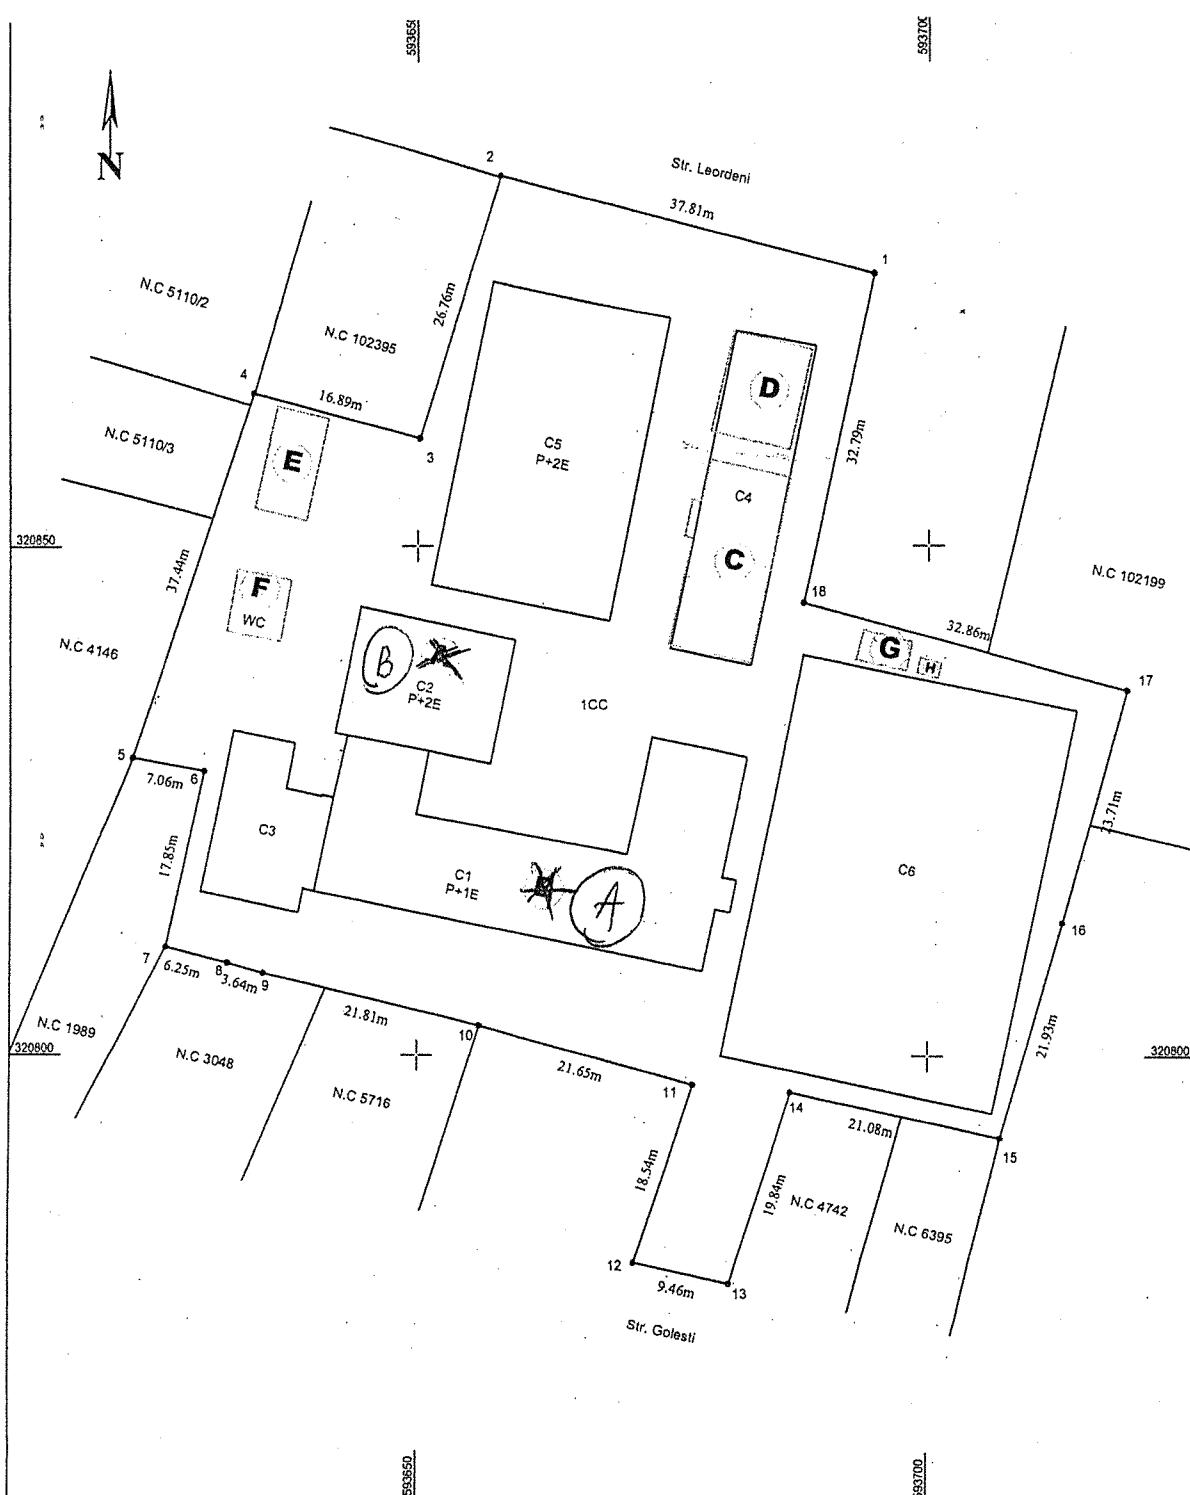 593650
593700
N
2
Str. Leordeni
37.81m
1
N.C 5110/2
26.76m
N.C 102395
D
4
16.89m
N.C 5110/3
E
3
C5
P+2E
32.79m
C4
320850
C
37.44m
F
WC
18
N.C 102199
32.86m
N.C 4146
B
G
H
C2
P+2E
17
1CC
5
7.06m
6
23.71m
17.85m
C3
C1
P+1E
A
C6
16
7
6.25m
8
3.64m
9
21.81m
10
N.C 1989
320800
N.C 3048
21.65m
21.93m
320800
N.C 5716
11
14
21.08m
15
18.54m
19.84m
N.C 4742
N.C 6395
12
9.46m
13
Str. Golesti
593650
593700